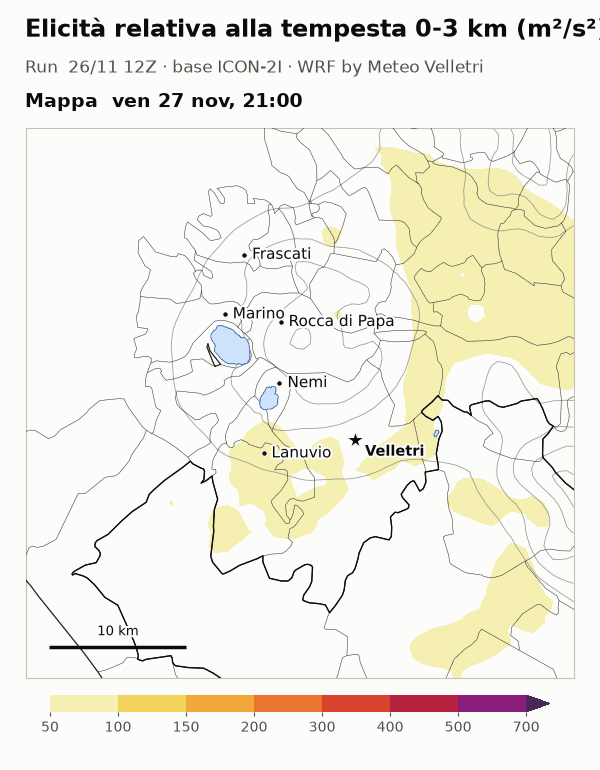 Elicità relativa alla tempesta 0-3 km (m²/s²)
Run 26/11 12Z · base ICON-2I · WRF by Meteo Velletri
Mappa ven 27 nov, 21:00
Frascati
Marino
Rocca di Papa
Nemi
Velletri
Lanuvio
10 km
50 100 150 200 300 400 500 700